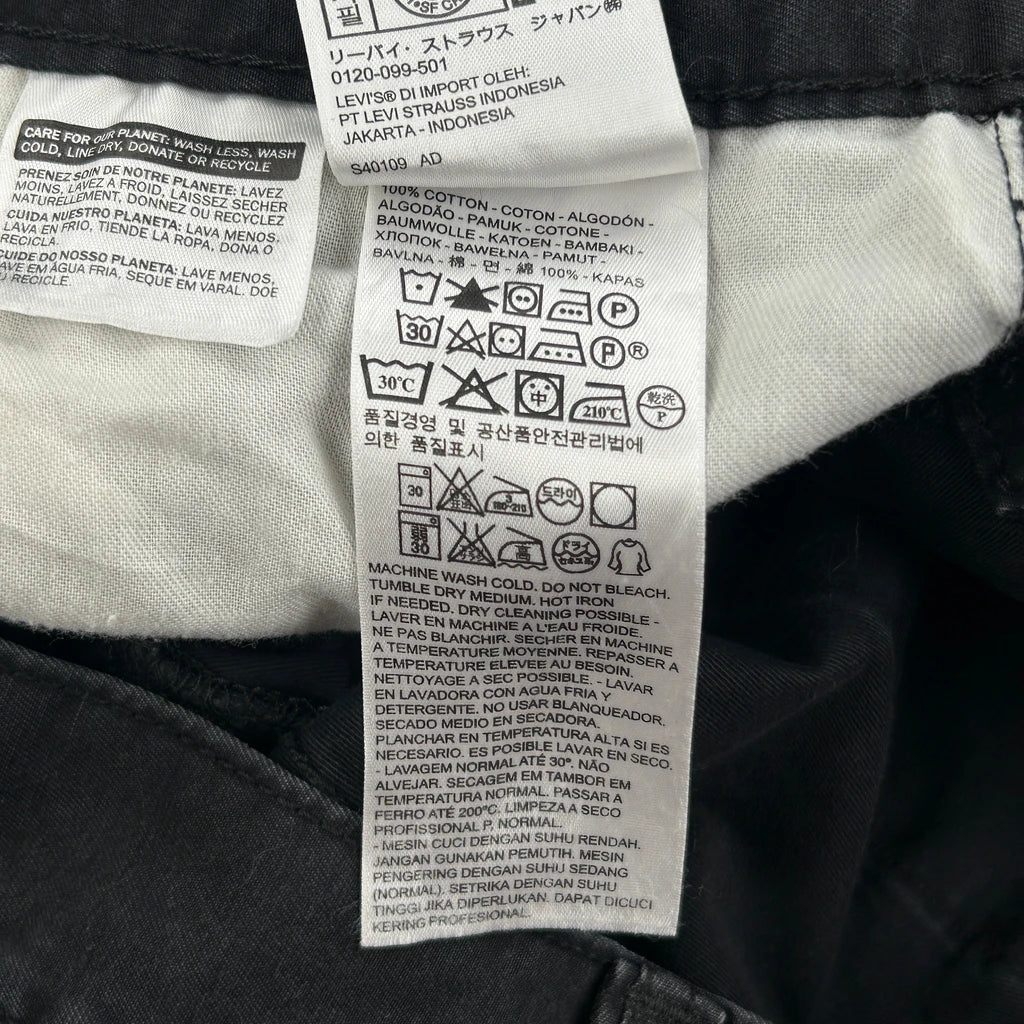 필
SF CA
リーバイ・ストラウス ジャパン㈱
0120-099-501
LEVI'S® DI IMPORT OLEH:
PT LEVI STRAUSS INDONESIA
JAKARTA - INDONESIA
S40109 AD
CARE FOR OUR PLANET: WASH LESS, WASH
COLD, LINE DRY, DONATE OR RECYCLE
PRENEZ SOIN DE NOTRE PLANETE: LAVEZ
MOINS, LAVEZ À FROID, LAISSEZ SECHER
NATURELLEMENT, DONNEZ OU RECYCLEZ
CUIDA NUESTRO PLANETA: LAVA MENOS,
LAVA EN FRIO, TIENDE LA ROPA, DONA O
RECICLA.
CUIDE DO NOSSO PLANETA: LAVE MENOS,
LAVE EM ÁGUA FRIA, SEQUE EM VARAL. DOE
OU RECICLE.
100% COTTON - COTON - ALGODÓN -
ALGODÃO - PAMUK - COTONE -
BAUMWOLLE - KATOEN - BAMBAKI -
ХЛОПОК - BAWEŁNA - PAMUT -
BAVLNA - 棉 - 면 - 綿 100% - KAPAS
P
30 P ®
30°C 中 210°C 乾洗 P
품질경영 및 공산품안전관리법에
의한 품질표시
30 3 180~210 드라이
弱 30 高 ドライ
MACHINE WASH COLD. DO NOT BLEACH.
TUMBLE DRY MEDIUM. HOT IRON
IF NEEDED. DRY CLEANING POSSIBLE -
LAVER EN MACHINE A L'EAU FROIDE.
NE PAS BLANCHIR. SECHER EN MACHINE
A TEMPERATURE MOYENNE. REPASSER A
TEMPERATURE ELEVEE AU BESOIN.
NETTOYAGE A SEC POSSIBLE. - LAVAR
EN LAVADORA CON AGUA FRIA Y
DETERGENTE. NO USAR BLANQUEADOR.
SECADO MEDIO EN SECADORA.
PLANCHAR EN TEMPERATURA ALTA SI ES
NECESARIO. ES POSIBLE LAVAR EN SECO.
- LAVAGEM NORMAL ATÉ 30º. NÃO
ALVEJAR. SECAGEM EM TAMBOR EM
TEMPERATURA NORMAL. PASSAR A
FERRO ATÉ 200ºC. LIMPEZA A SECO
PROFISSIONAL P, NORMAL.
- MESIN CUCI DENGAN SUHU RENDAH.
JANGAN GUNAKAN PEMUTIH. MESIN
PENGERING DENGAN SUHU SEDANG
(NORMAL). SETRIKA DENGAN SUHU
TINGGI JIKA DIPERLUKAN. DAPAT DICUCI
KERING PROFESIONAL.